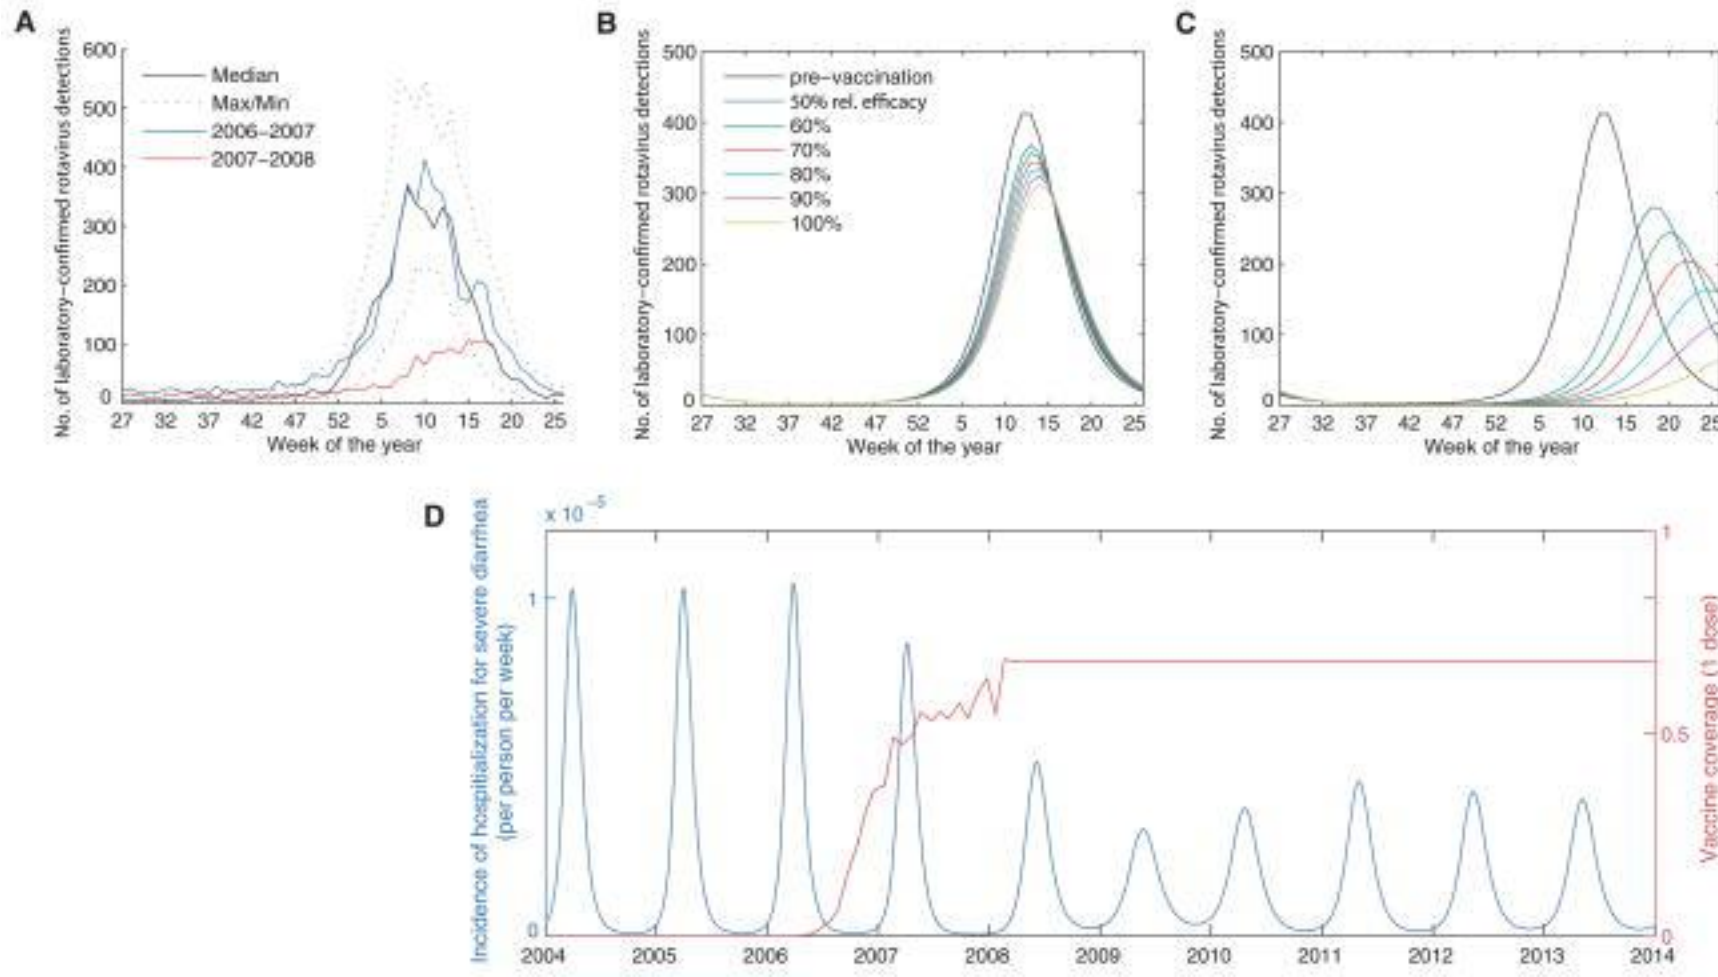 A
No. of laboratory-confirmed rotavirus detections
600
500
400
300
200
100
0
Median
Max/Min
2006-2007
2007-2008
27 32 37 42 47 52 5 10 15 20 25
Week of the year
B
No. of laboratory-confirmed rotavirus detections
500
400
300
200
100
0
pre-vaccination
50% rel. efficacy
60%
70%
80%
90%
100%
27 32 37 42 47 52 5 10 15 20 25
Week of the year
C
No. of laboratory-confirmed rotavirus detections
500
400
300
200
100
0
27 32 37 42 47 52 5 10 15 20 25
Week of the year
D
Incidence of hospitialization for severe diarrhea
(per person per week)
x 10 -5
1
0
2004 2005 2006 2007 2008 2009 2010 2011 2012 2013 2014
1
0.5
0
Vaccine coverage (1 dose)